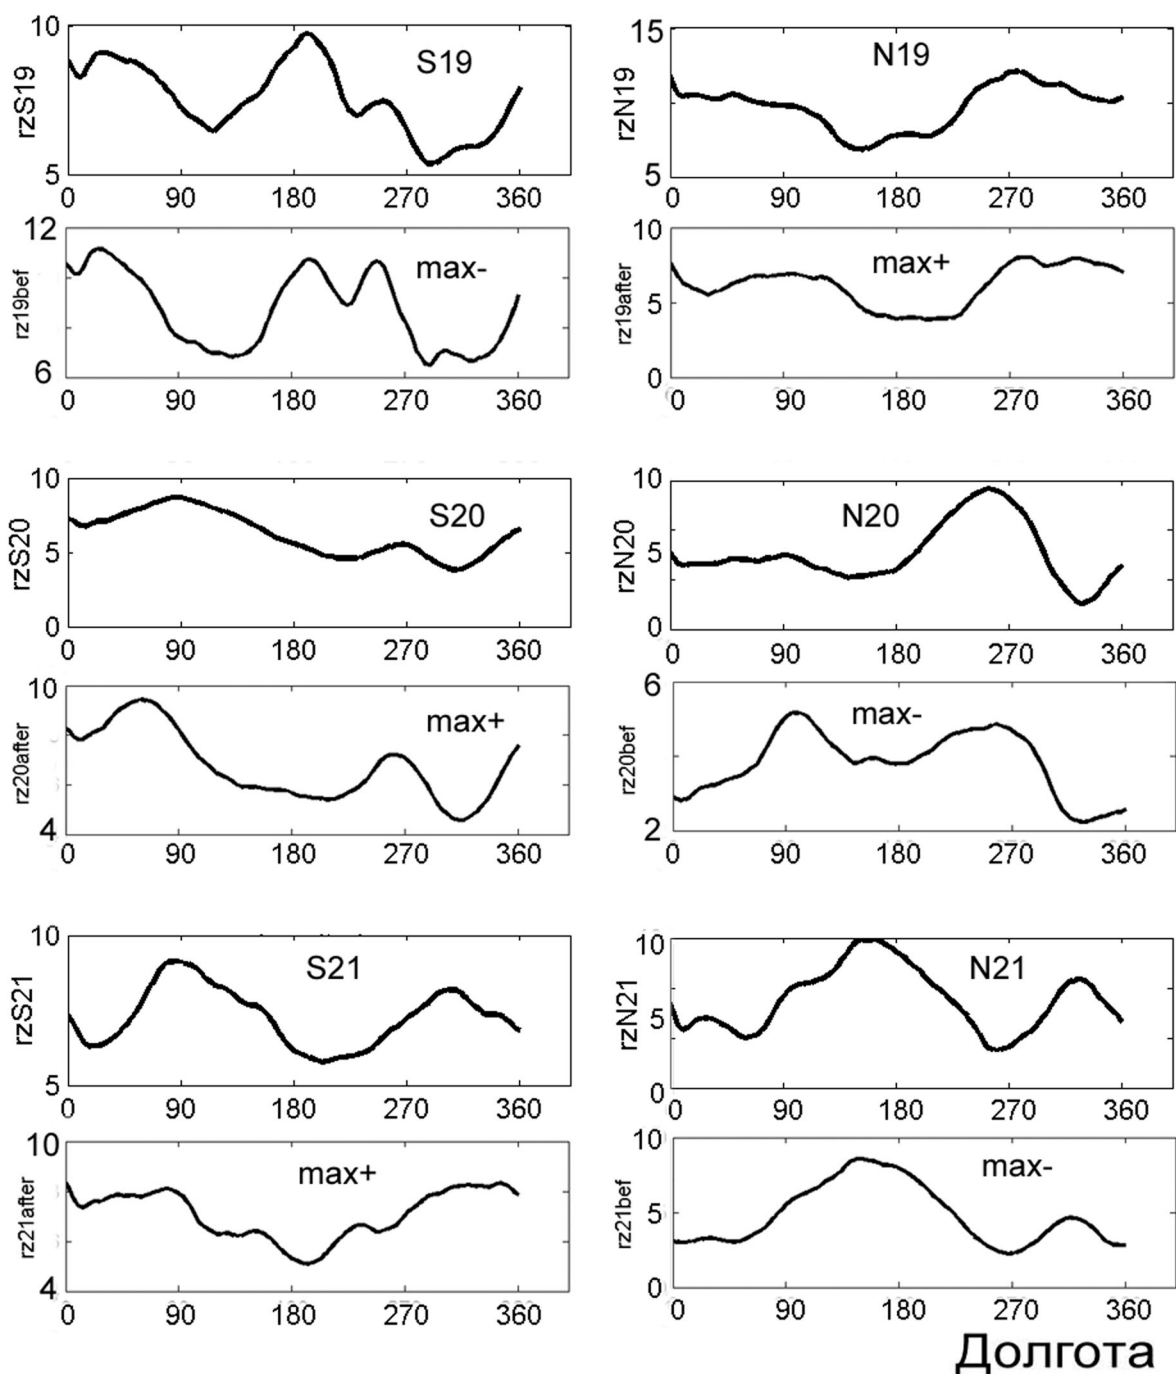 10
rzS19
S19
5
0 90 180 270 360
15
rzN19
N19
5
0 90 180 270 360
12
rz19bef
max-
6
0 90 180 270 360
10
rz19after
max+
5
0
0 90 180 270 360
10
rzS20
S20
5
0
0 90 180 270 360
10
rzN20
N20
5
0
0 90 180 270 360
10
rz20after
max+
4
0 90 180 270 360
6
rz20bef
max-
2
0 90 180 270 360
10
rzS21
S21
5
0 90 180 270 360
10
rzN21
N21
5
0
0 90 180 270 360
10
rz21after
max+
4
0 90 180 270 360
10
rz21bef
max-
5
0
0 90 180 270 360
Долгота